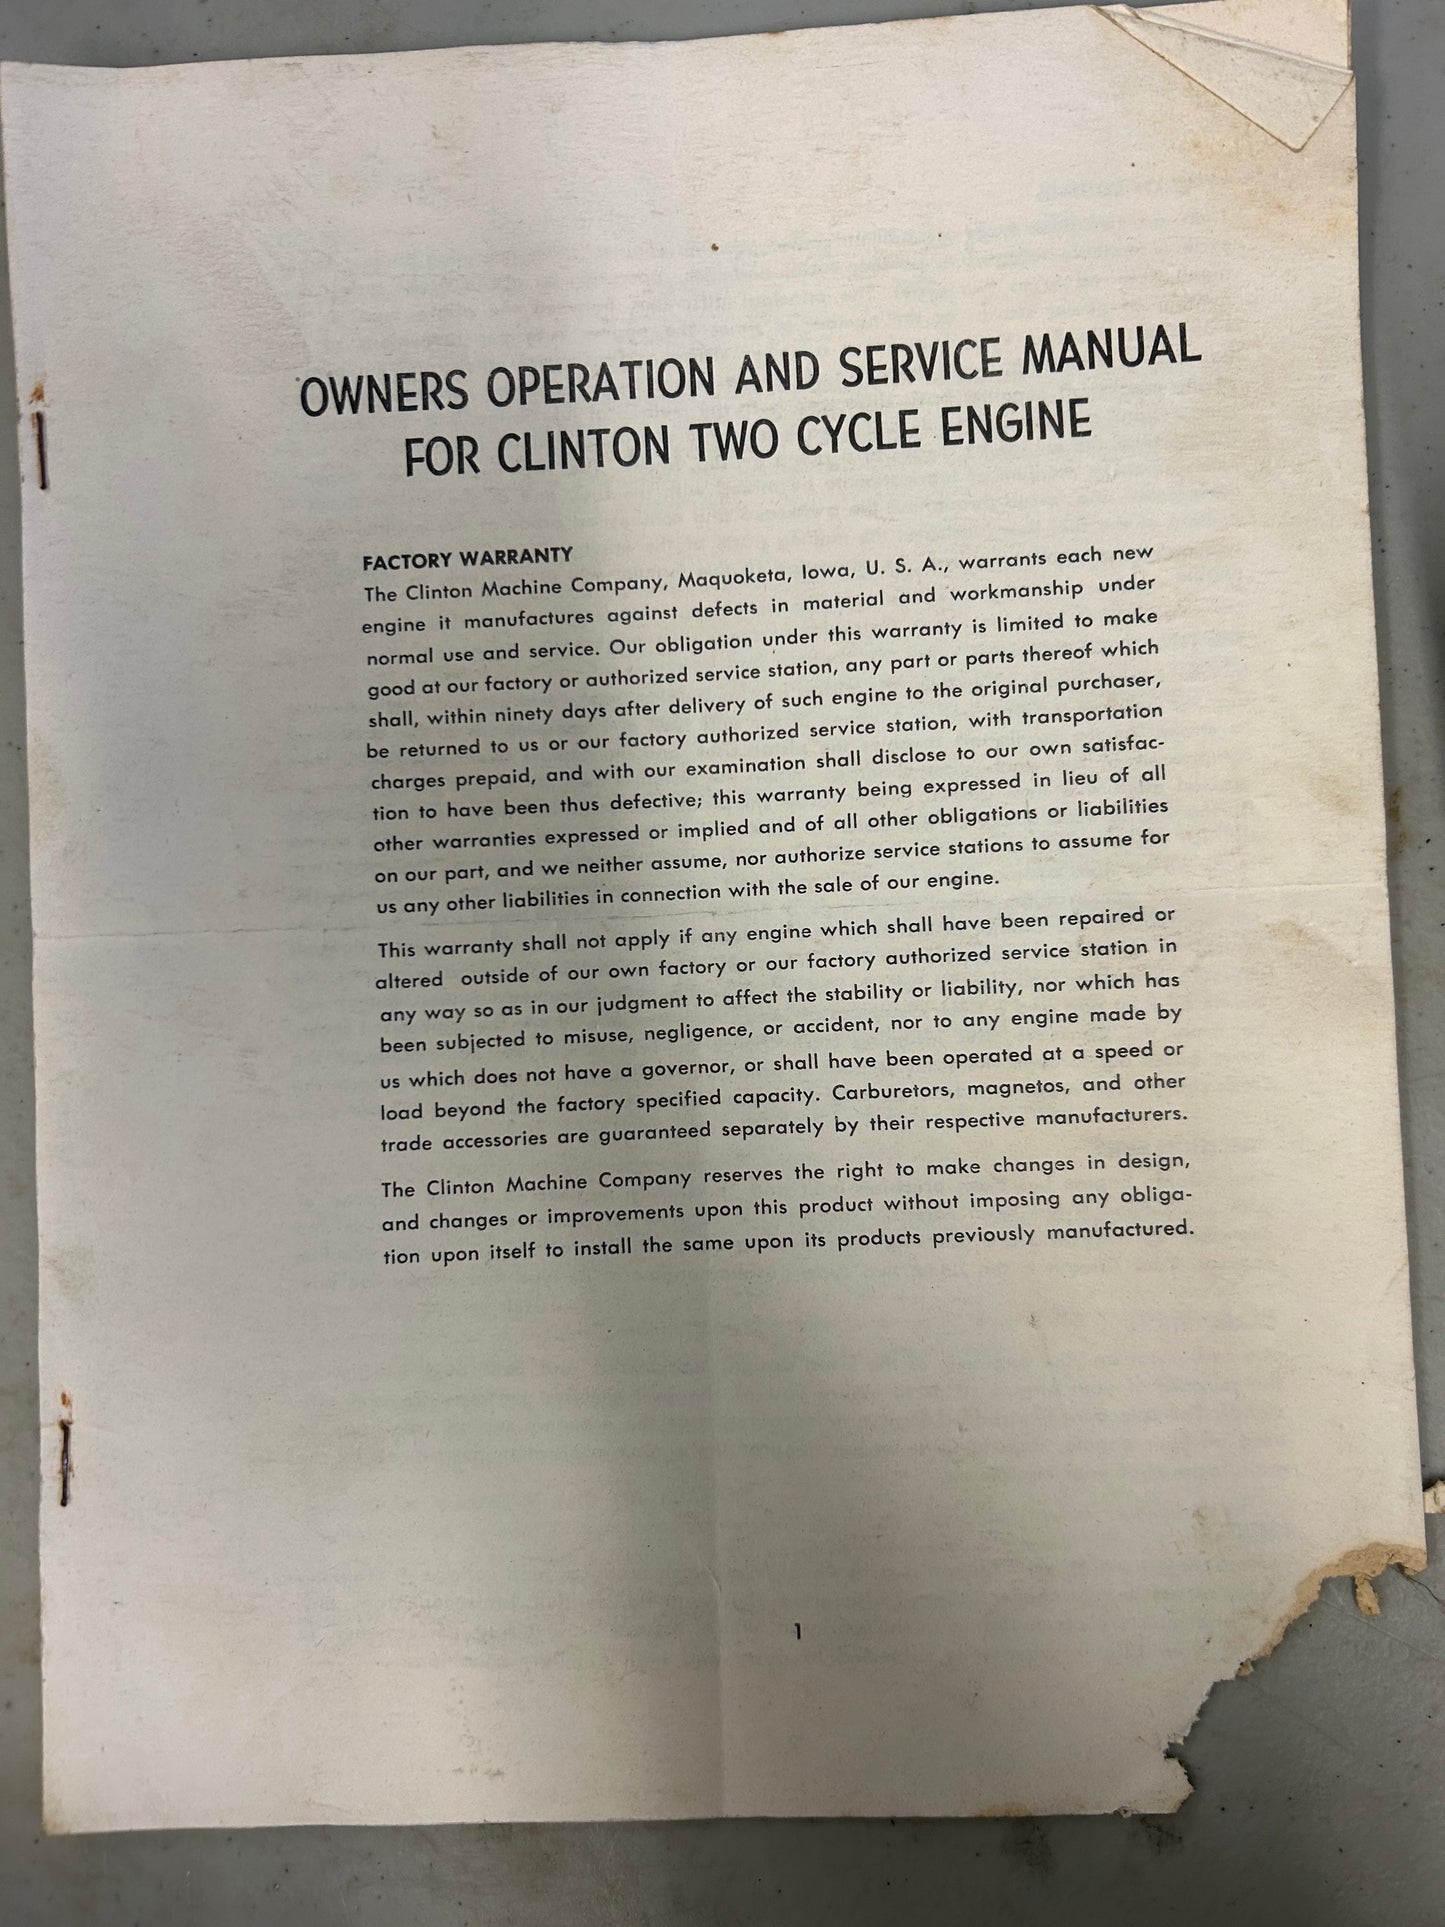 OWNERS OPERATION AND SERVICE MANUAL
FOR CLINTON TWO CYCLE ENGINE
FACTORY WARRANTY
The Clinton Machine Company, Maquoketa, Iowa, U. S. A., warrants each new
engine it manufactures against defects in material and workmanship under
normal use and service. Our obligation under this warranty is limited to make
good at our factory or authorized service station, any part or parts thereof which
shall, within ninety days after delivery of such engine to the original purchaser,
be returned to us or our factory authorized service station, with transportation
charges prepaid, and with our examination shall disclose to our own satisfac-
tion to have been thus defective; this warranty being expressed in lieu of all
other warranties expressed or implied and of all other obligations or liabilities
on our part, and we neither assume, nor authorize service stations to assume for
us any other liabilities in connection with the sale of our engine.
This warranty shall not apply if any engine which shall have been repaired or
altered outside of our own factory or our factory authorized service station in
any way so as in our judgment to affect the stability or liability, nor which has
been subjected to misuse, negligence, or accident, nor to any engine made by
us which does not have a governor, or shall have been operated at a speed or
load beyond the factory specified capacity. Carburetors, magnetos, and other
trade accessories are guaranteed separately by their respective manufacturers.
The Clinton Machine Company reserves the right to make changes in design,
and changes or improvements upon this product without imposing any obliga-
tion upon itself to install the same upon its products previously manufactured.
1